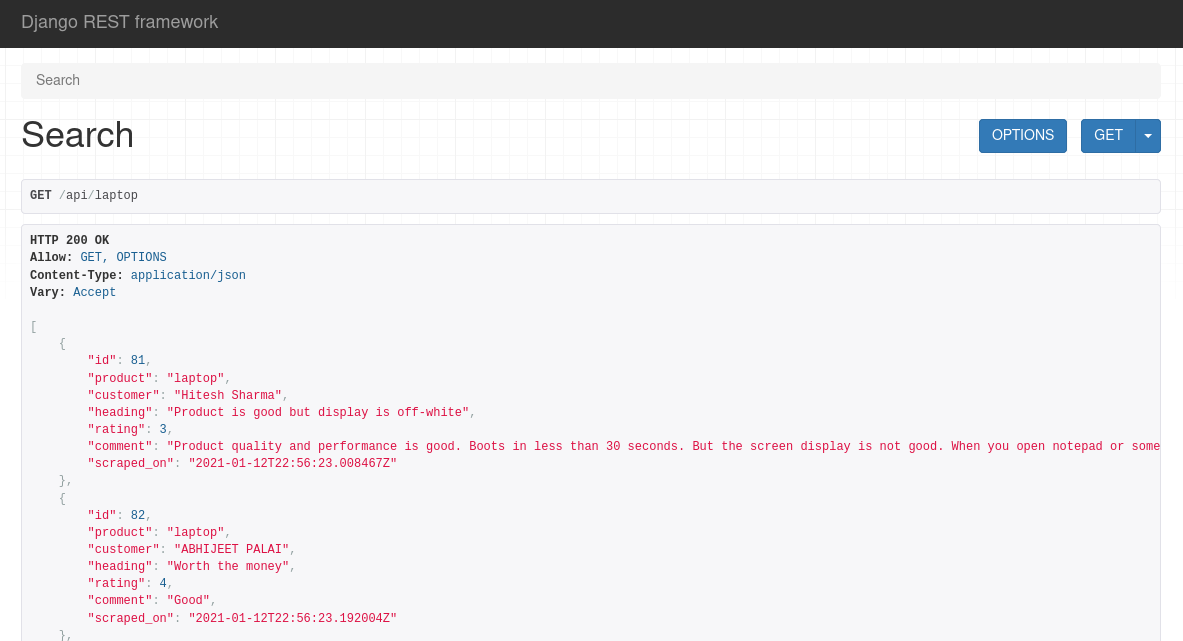 Django REST framework
Search
Search
OPTIONS
GET
GET /api/laptop
HTTP 200 OK
Allow: GET, OPTIONS
Content-Type: application/json
Vary: Accept
[
    {
        "id": 81,
        "product": "laptop",
        "customer": "Hitesh Sharma",
        "heading": "Product is good but display is off-white",
        "rating": 3,
        "comment": "Product quality and performance is good. Boots in less than 30 seconds. But the screen display is not good. When you open notepad or some
        "scraped_on": "2021-01-12T22:56:23.008467Z"
    },
    {
        "id": 82,
        "product": "laptop",
        "customer": "ABHIJEET PALAI",
        "heading": "Worth the money",
        "rating": 4,
        "comment": "Good",
        "scraped_on": "2021-01-12T22:56:23.192004Z"
    },